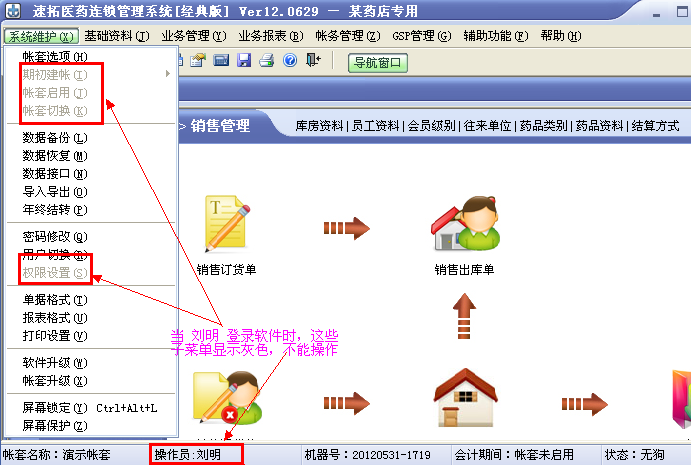 速拓医药连锁管理系统[经典版] Ver12.0629 － 某药店专用
系统维护(X) 基础资料(J) 业务管理(Y) 业务报表(B) 帐务管理(Z) GSP管理(G) 辅助功能(F) 帮助(H)
导航窗口
帐套选项(H)
期初建帐(I)
帐套启用(J)
帐套切换(K)
数据备份(L)
数据恢复(M)
数据接口(N)
导入导出(O)
年终结转(P)
密码修改(Q)
用户切换(R)
权限设置(S)
单据格式(T)
报表格式(U)
打印设置(V)
软件升级(W)
帐套升级(X)
屏幕锁定(Y) Ctrl+Alt+L
屏幕保护(Z)
> 销售管理
库房资料|员工资料|会员级别|往来单位|药品类别|药品资料|结算方式
销售订货单
销售出库单
当 刘明 登录软件时，这些
子菜单显示灰色，不能操作
帐套名称：演示帐套 操作员:刘明 机器号：20120531-1719 会计期间：帐套未启用 状态：无狗